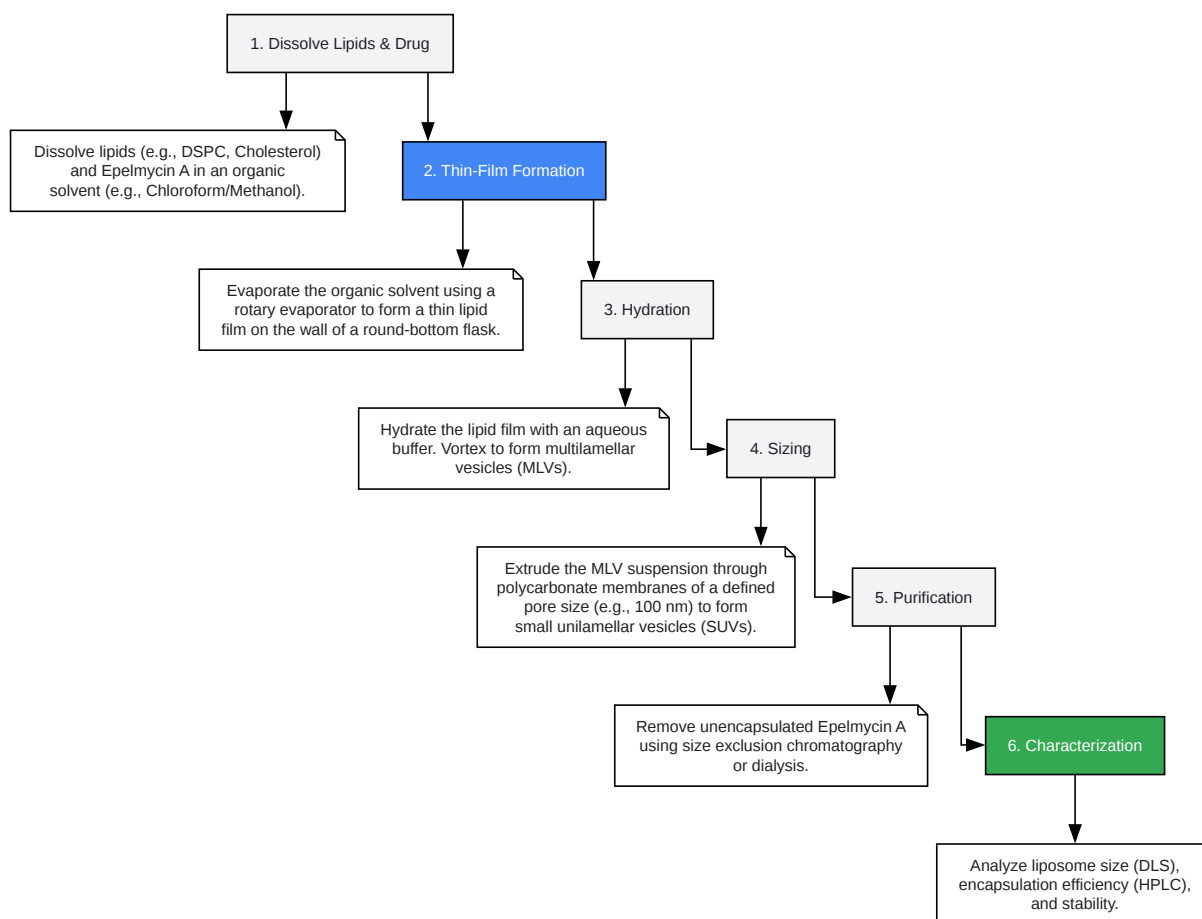 1. Dissolve Lipids & Drug
Dissolve lipids (e.g., DSPC, Cholesterol)
and Epelmycin A in an organic
solvent (e.g., Chloroform/Methanol).
2. Thin-Film Formation
Evaporate the organic solvent using a
rotary evaporator to form a thin lipid
film on the wall of a round-bottom flask.
3. Hydration
Hydrate the lipid film with an aqueous
buffer. Vortex to form multilamellar
vesicles (MLVs).
4. Sizing
Extrude the MLV suspension through
polycarbonate membranes of a defined
pore size (e.g., 100 nm) to form
small unilamellar vesicles (SUVs).
5. Purification
Remove unencapsulated Epelmycin A
using size exclusion chromatography
or dialysis.
6. Characterization
Analyze liposome size (DLS),
encapsulation efficiency (HPLC),
and stability.